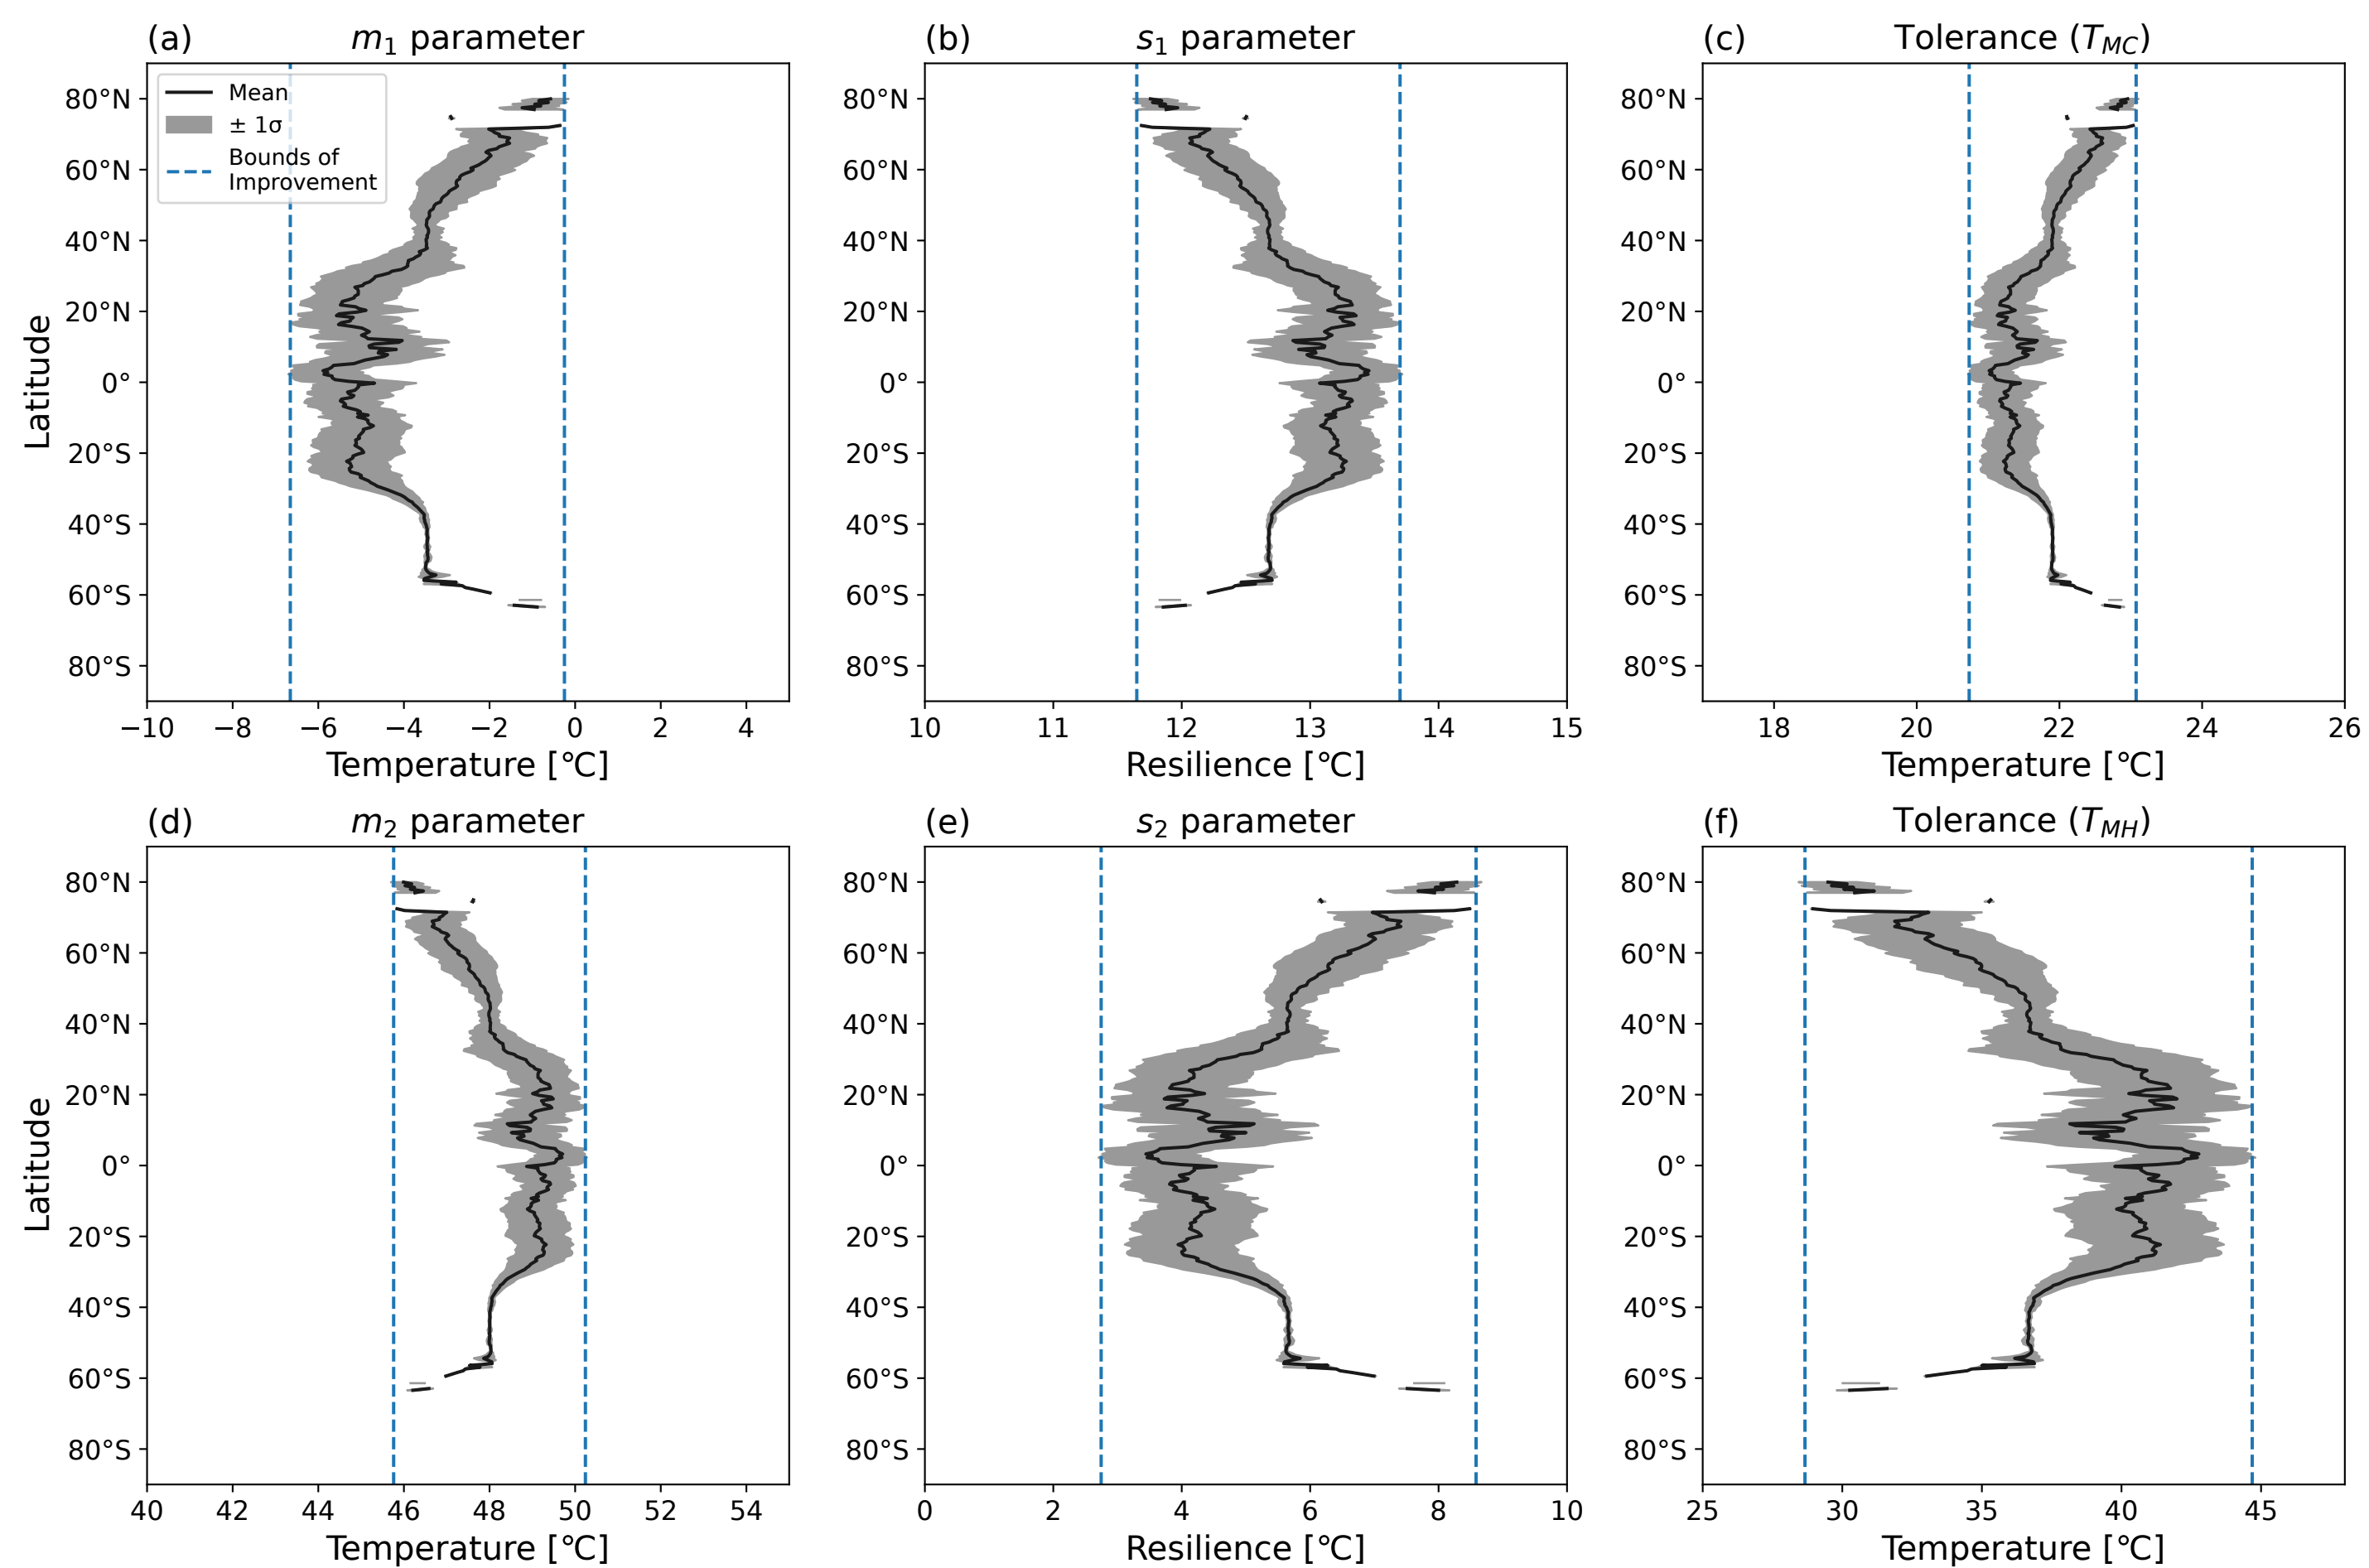 (a) m₁ parameter
80°N
60°N
40°N
20°N
0°
20°S
40°S
60°S
80°S
Latitude
Mean
± 1σ
Bounds of
Improvement
−10 −8 −6 −4 −2 0 2 4
Temperature [°C]
(b) s₁ parameter
80°N
60°N
40°N
20°N
0°
20°S
40°S
60°S
80°S
10 11 12 13 14 15
Resilience [°C]
(c) Tolerance (T_MC)
80°N
60°N
40°N
20°N
0°
20°S
40°S
60°S
80°S
18 20 22 24 26
Temperature [°C]
(d) m₂ parameter
80°N
60°N
40°N
20°N
0°
20°S
40°S
60°S
80°S
Latitude
40 42 44 46 48 50 52 54
Temperature [°C]
(e) s₂ parameter
80°N
60°N
40°N
20°N
0°
20°S
40°S
60°S
80°S
0 2 4 6 8 10
Resilience [°C]
(f) Tolerance (T_MH)
80°N
60°N
40°N
20°N
0°
20°S
40°S
60°S
80°S
25 30 35 40 45
Temperature [°C]